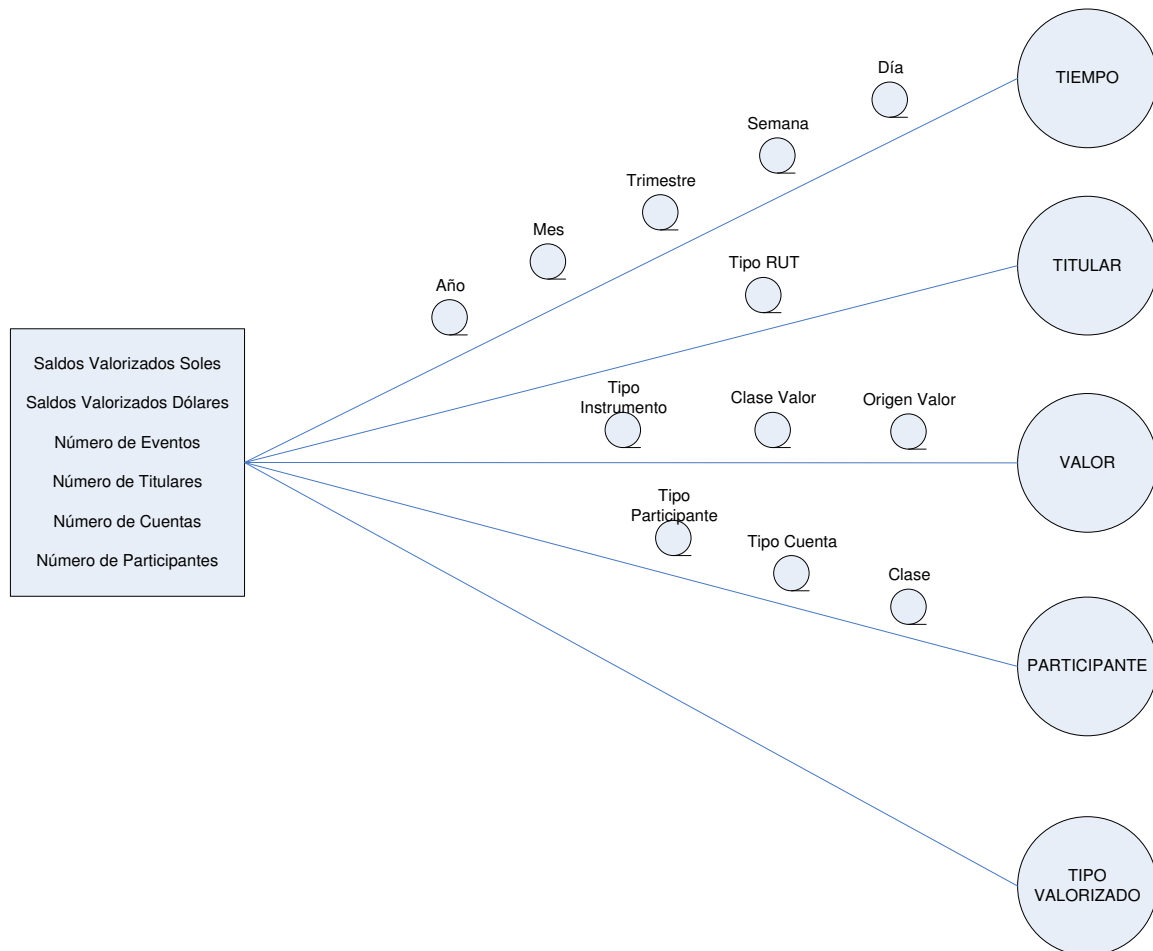 Día
TIEMPO
Semana
Trimestre
Mes
Año
Tipo RUT
TITULAR
Saldos Valorizados Soles
Saldos Valorizados Dólares
Número de Eventos
Número de Titulares
Número de Cuentas
Número de Participantes
Tipo
Instrumento
Clase Valor
Origen Valor
VALOR
Tipo
Participante
Tipo Cuenta
Clase
PARTICIPANTE
TIPO
VALORIZADO